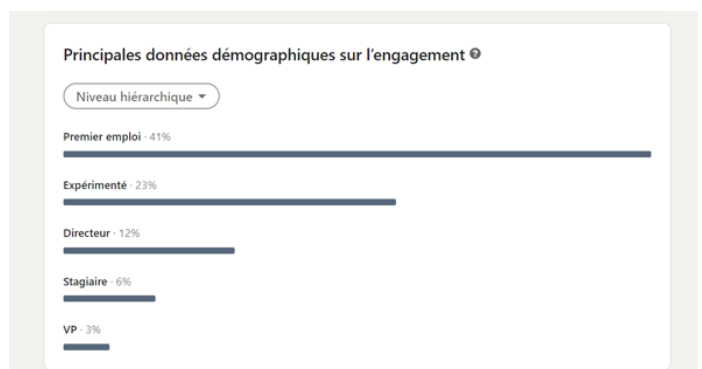 Principales données démographiques sur l'engagement
Niveau hiérarchique
Premier emploi · 41%
Expérimenté · 23%
Directeur · 12%
Stagiaire · 6%
VP · 3%